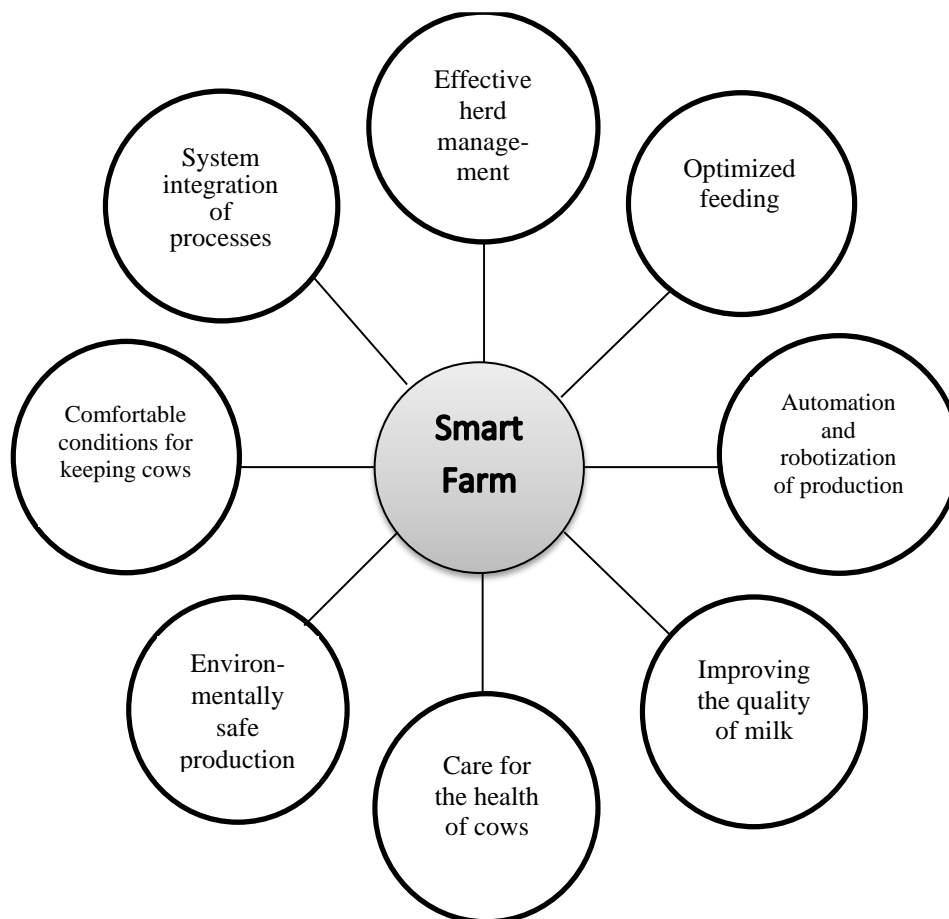 Effective
herd
manage-
ment
Optimized
feeding
Automation
and
robotization
of production
Improving
the quality
of milk
Care for
the health
of cows
Environ-
mentally
safe
production
Comfortable
conditions for
keeping cows
System
integration
of
processes
Smart
Farm